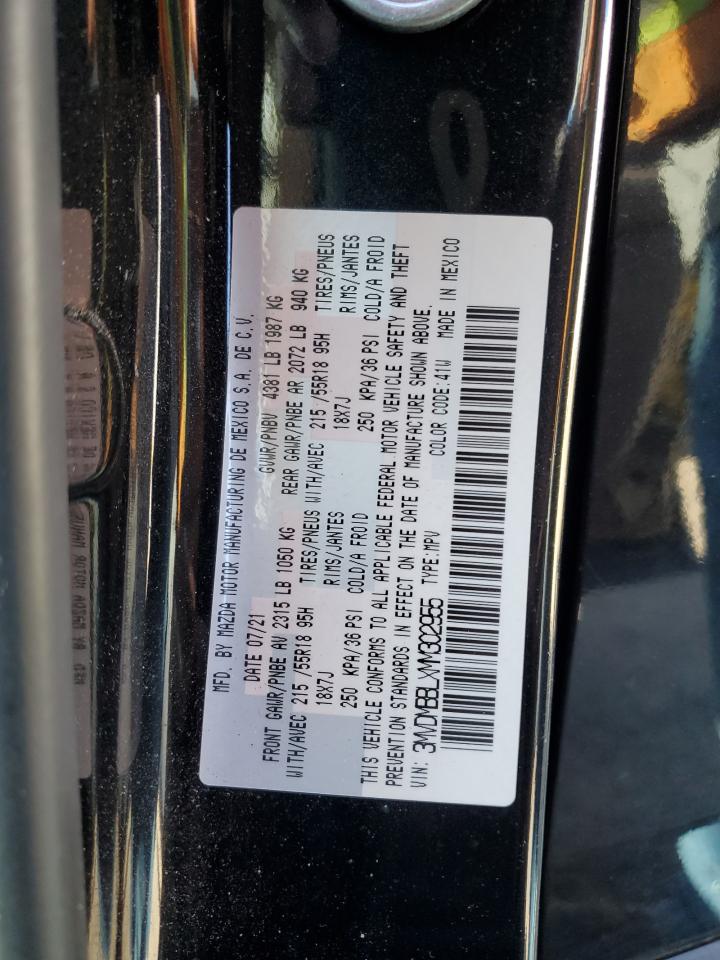 MFD. BY MAZDA MOTOR MANUFACTURING DE MEXICO S.A. DE C.V.
DATE 07/21 GVWR/PNBV 4381 LB 1987 KG
FRONT GAWR/PNBE AV 2315 LB 1050 KG REAR GAWR/PNBE AR 2072 LB 940 KG
WITH/AVEC 215 /55R18 95H TIRES/PNEUS WITH/AVEC 215 /55R18 95H TIRES/PNEUS
18X7J RIMS/JANTES 18X7J RIMS/JANTES
250 KPA/36 PSI COLD/A FROID 250 KPA/36 PSI COLD/A FROID
THIS VEHICLE CONFORMS TO ALL APPLICABLE FEDERAL MOTOR VEHICLE SAFETY AND THEFT
PREVENTION STANDARDS IN EFFECT ON THE DATE OF MANUFACTURE SHOWN ABOVE.
VIN: 3MVDMBBLXMM302955 TYPE:MPV COLOR CODE:41W MADE IN MEXICO